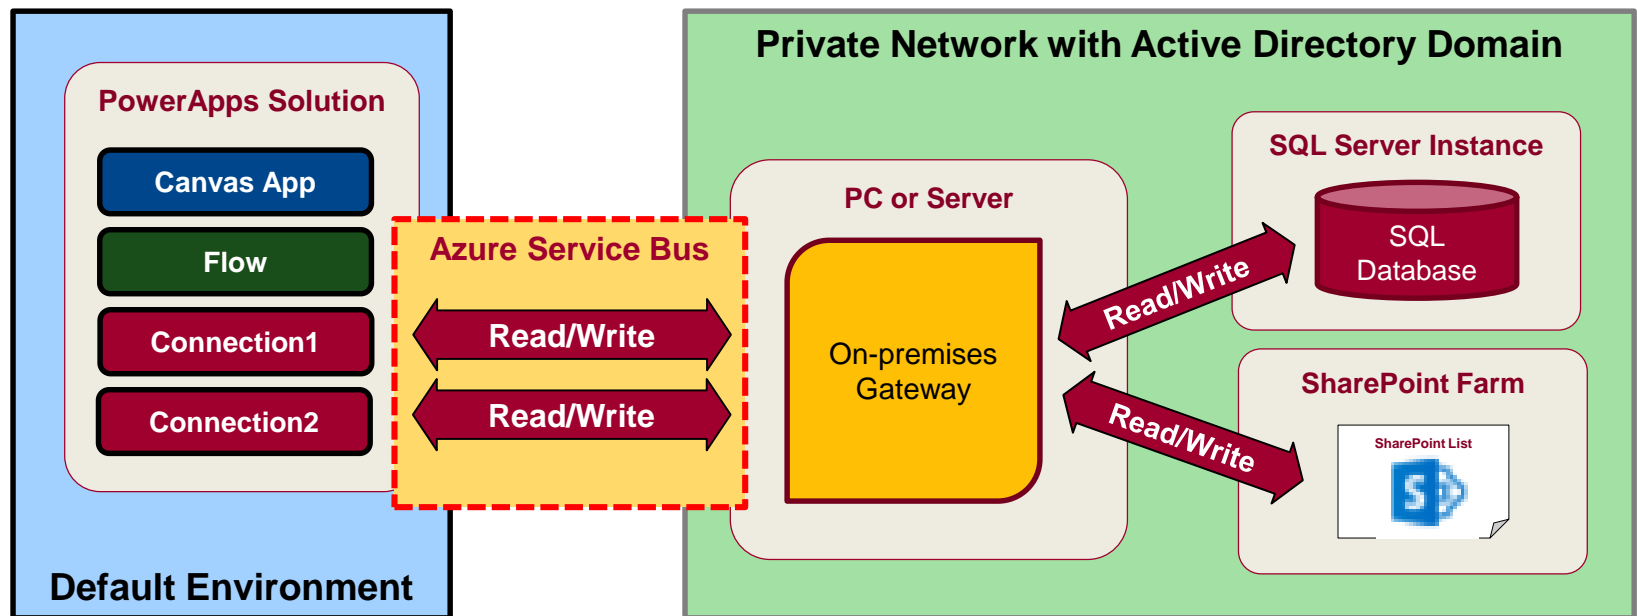 Private Network with Active Directory Domain
PowerApps Solution
Canvas App
Flow
Connection1
Connection2
Default Environment
Azure Service Bus
Read/Write
Read/Write
PC or Server
On-premises
Gateway
Read/Write
Read/Write
SQL Server Instance
SQL
Database
SharePoint Farm
SharePoint List
S